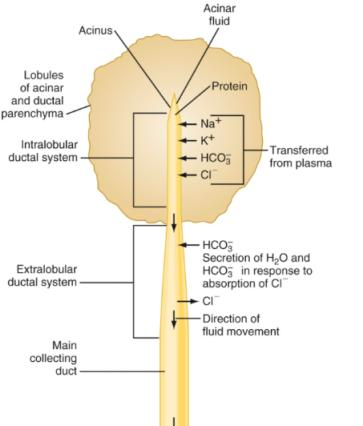 Acinar
fluid
Acinus
Lobules
of acinar
and ductal
parenchyma
Protein
Na⁺
K⁺
HCO₃⁻
Cl⁻
Intralobular
ductal system
Transferred
from plasma
HCO₃⁻
Secretion of H₂O and
HCO₃⁻ in response to
absorption of Cl⁻
Extralobular
ductal system
Cl⁻
Direction of
fluid movement
Main
collecting
duct